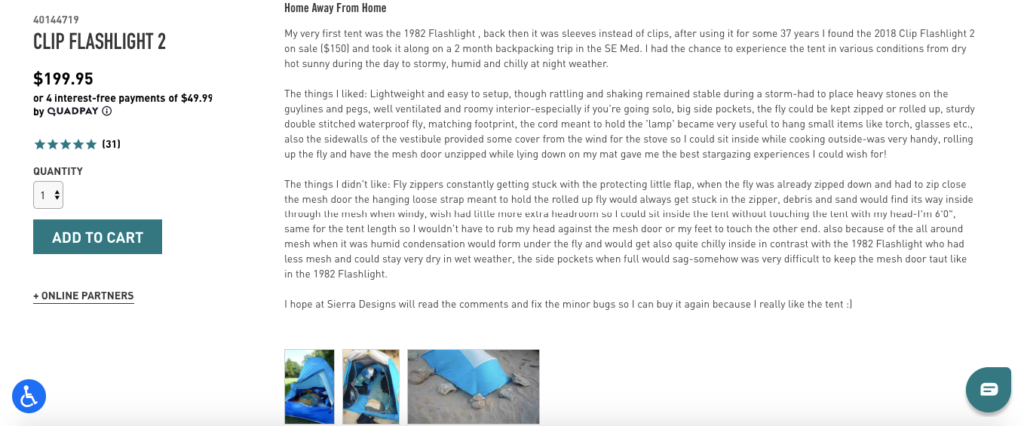 40144719
CLIP FLASHLIGHT 2
$199.95
or 4 interest-free payments of $49.99
by QUADPAY ⓘ
★★★★★ (31)
QUANTITY
1
ADD TO CART
+ ONLINE PARTNERS
Home Away From Home
My very first tent was the 1982 Flashlight , back then it was sleeves instead of clips, after using it for some 37 years I found the 2018 Clip Flashlight 2
on sale ($150) and took it along on a 2 month backpacking trip in the SE Med. I had the chance to experience the tent in various conditions from dry
hot sunny during the day to stormy, humid and chilly at night weather.
The things I liked: Lightweight and easy to setup, though rattling and shaking remained stable during a storm-had to place heavy stones on the
guylines and pegs, well ventilated and roomy interior-especially if you're going solo, big side pockets, the fly could be kept zipped or rolled up, sturdy
double stitched waterproof fly, matching footprint, the cord meant to hold the 'lamp' became very useful to hang small items like torch, glasses etc.,
also the sidewalls of the vestibule provided some cover from the wind for the stove so I could sit inside while cooking outside-was very handy, rolling
up the fly and have the mesh door unzipped while lying down on my mat gave me the best stargazing experiences I could wish for!
The things I didn't like: Fly zippers constantly getting stuck with the protecting little flap, when the fly was already zipped down and had to zip close
the mesh door the hanging loose strap meant to hold the rolled up fly would always get stuck in the zipper, debris and sand would find its way inside
through the mesh when windy, wish had little more extra headroom so I could sit inside the tent without touching the tent with my head-I'm 6'0",
same for the tent length so I wouldn't have to rub my head against the mesh door or my feet to touch the other end. also because of the all around
mesh when it was humid condensation would form under the fly and would get also quite chilly inside in contrast with the 1982 Flashlight who had
less mesh and could stay very dry in wet weather, the side pockets when full would sag-somehow was very difficult to keep the mesh door taut like
in the 1982 Flashlight.
I hope at Sierra Designs will read the comments and fix the minor bugs so I can buy it again because I really like the tent :)